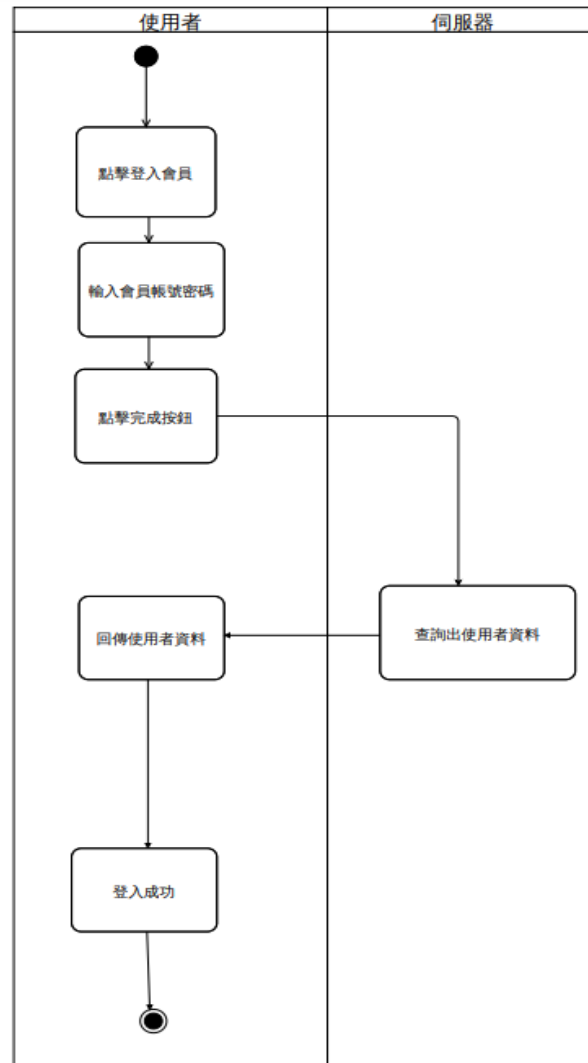 使用者
伺服器
點擊登入會員
輸入會員帳號密碼
點擊完成按鈕
查詢出使用者資料
回傳使用者資料
登入成功